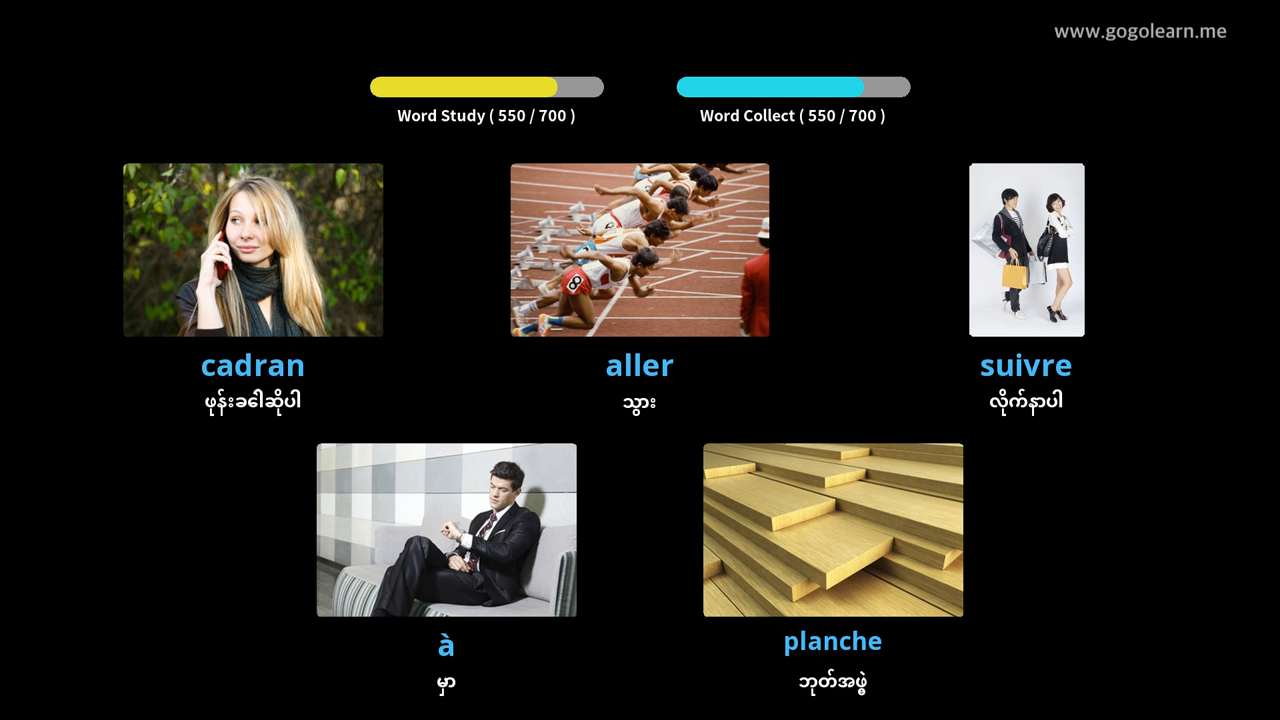 www.gogolearn.me
Word Study ( 550 / 700 )
Word Collect ( 550 / 700 )
cadran
ဖုန်းခေါ်ဆိုပါ
aller
သွား
suivre
လိုက်နာပါ
à
မှာ
planche
ဘုတ်အဖွဲ့